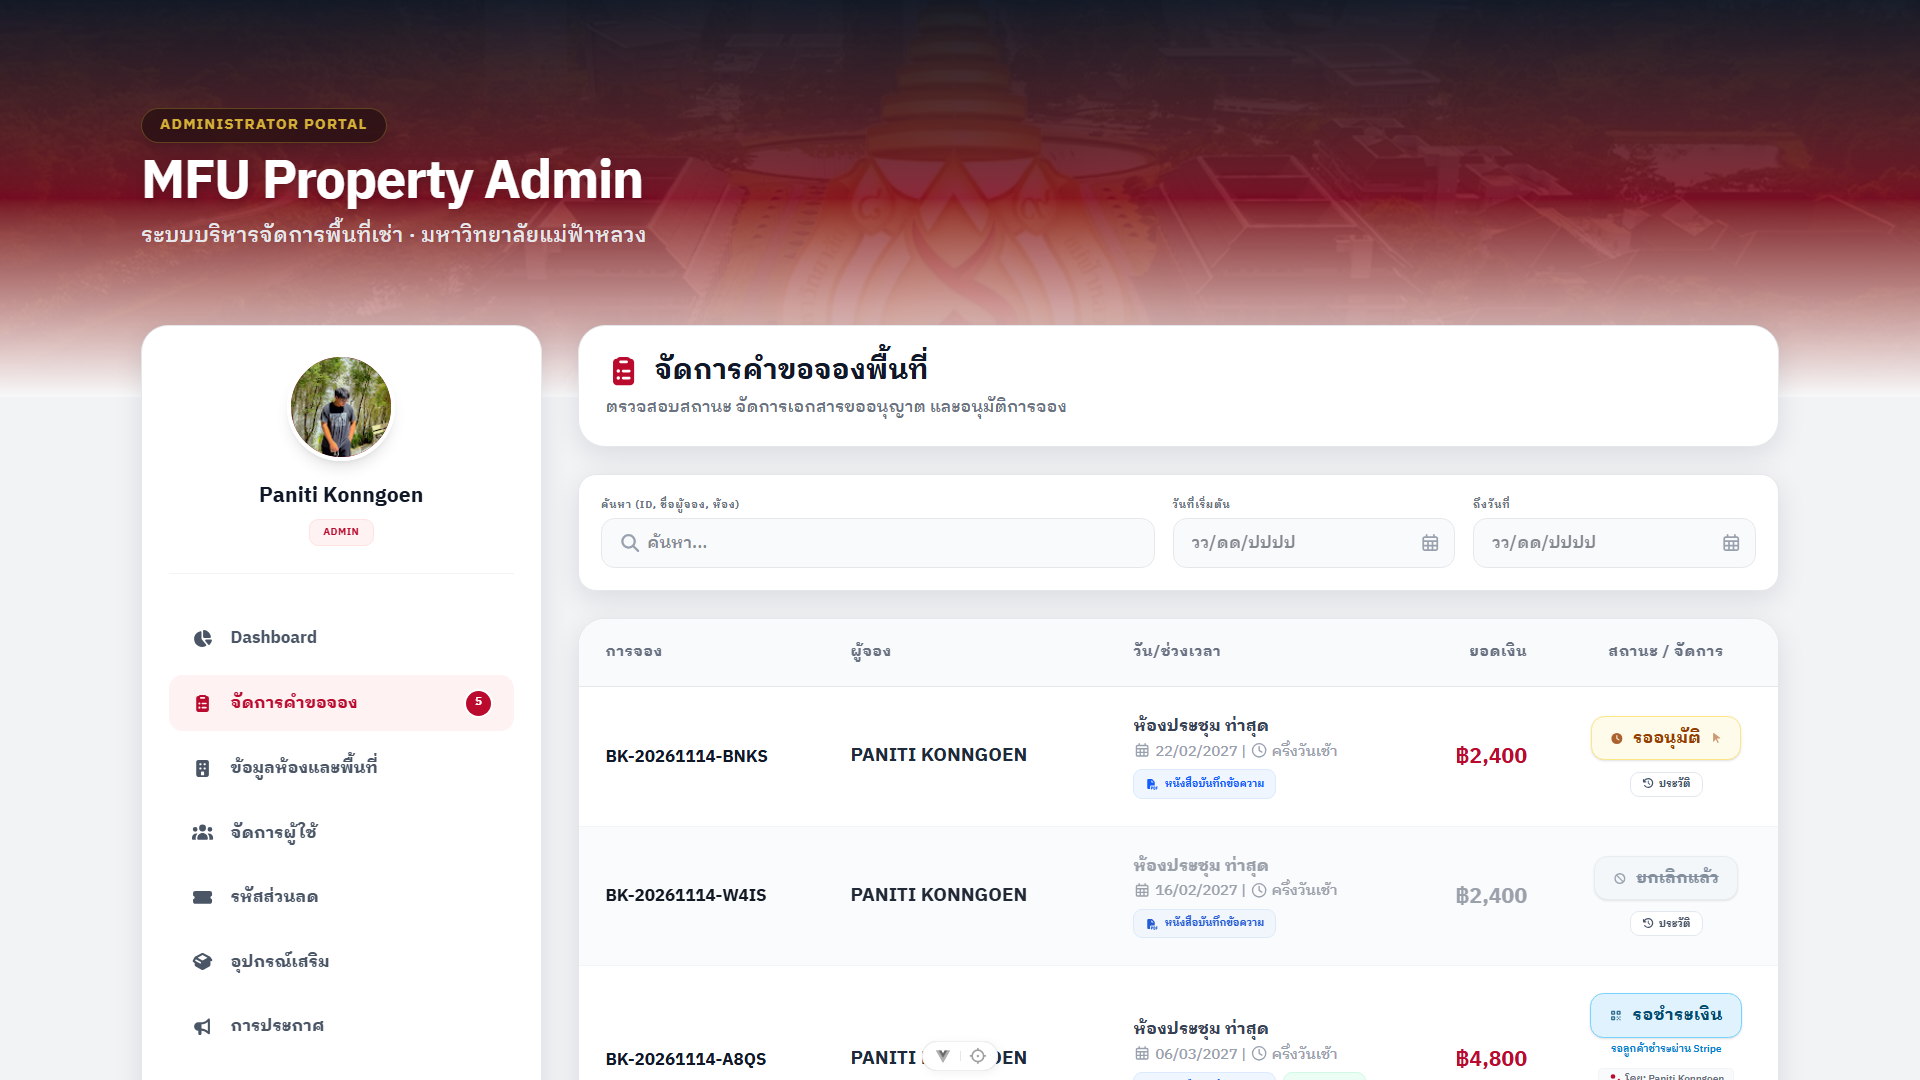 ADMINISTRATOR PORTAL
MFU Property Admin
ระบบบริหารจัดการพื้นที่เช่า · มหาวิทยาลัยแม่ฟ้าหลวง
Paniti Konngoen
ADMIN
Dashboard
จัดการคำขอจอง 5
ข้อมูลห้องและพื้นที่
จัดการผู้ใช้
รหัสส่วนลด
อุปกรณ์เสริม
การประกาศ
จัดการคำขอจองพื้นที่
ตรวจสอบสถานะ จัดการเอกสารขออนุญาต และอนุมัติการจอง
ค้นหา (ID, ชื่อผู้จอง, ห้อง) วันที่เริ่มต้น ถึงวันที่
ค้นหา... วว/ดด/ปปปป วว/ดด/ปปปป
การจอง ผู้จอง วัน/ช่วงเวลา ยอดเงิน สถานะ / จัดการ
BK-20261114-BNKS PANITI KONNGOEN ห้องประชุม ท่าสุด ฿2,400 รออนุมัติ
22/02/2027 | ครึ่งวันเช้า
หนังสือบันทึกข้อความ ประวัติ
BK-20261114-W4IS PANITI KONNGOEN ห้องประชุม ท่าสุด ฿2,400 ยกเลิกแล้ว
16/02/2027 | ครึ่งวันเช้า
หนังสือบันทึกข้อความ ประวัติ
BK-20261114-A8QS PANITI OEN ห้องประชุม ท่าสุด ฿4,800 รอชำระเงิน
06/03/2027 | ครึ่งวันเช้า รอลูกค้าชำระผ่าน Stripe
โดย: Paniti Konngoen